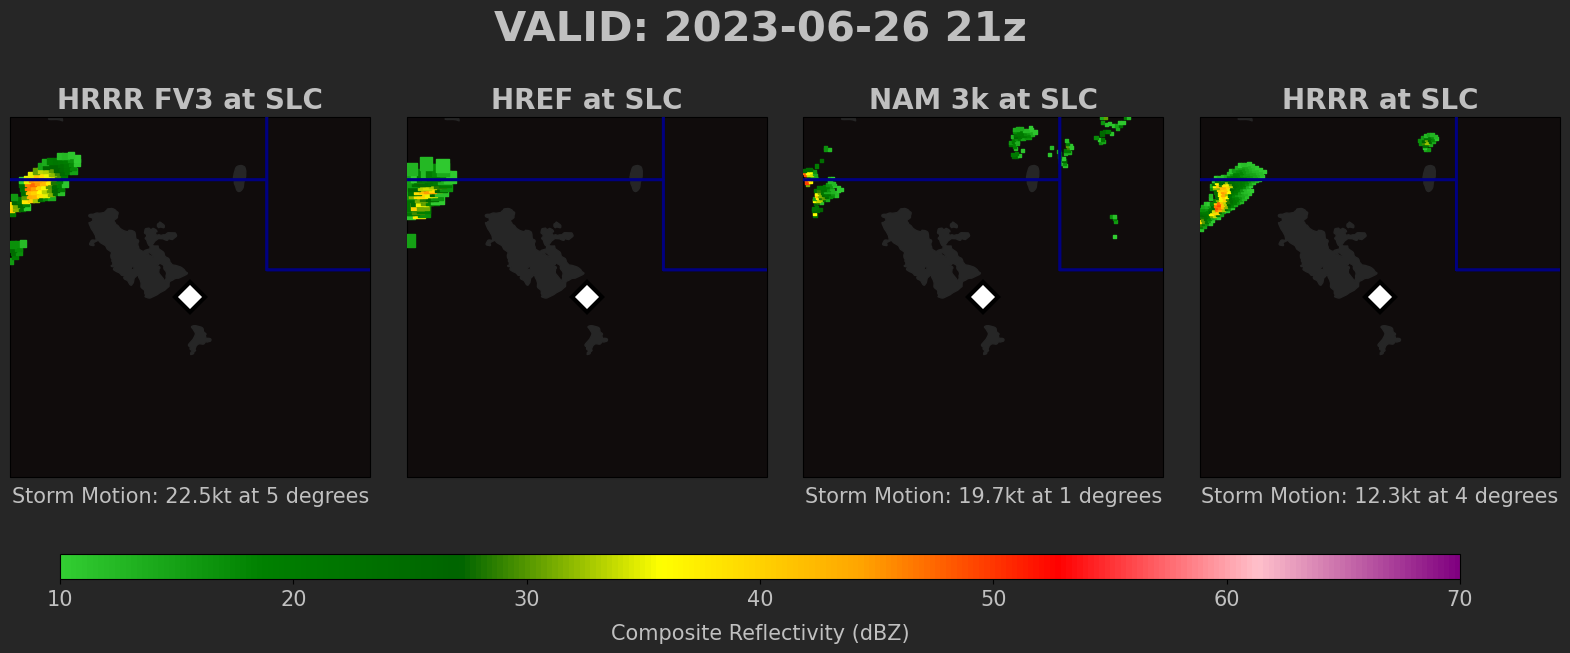 VALID: 2023-06-26 21z
HRRR FV3 at SLC
HREF at SLC
NAM 3k at SLC
HRRR at SLC
Storm Motion: 22.5kt at 5 degrees
Storm Motion: 19.7kt at 1 degrees
Storm Motion: 12.3kt at 4 degrees
10 20 30 40 50 60 70
Composite Reflectivity (dBZ)